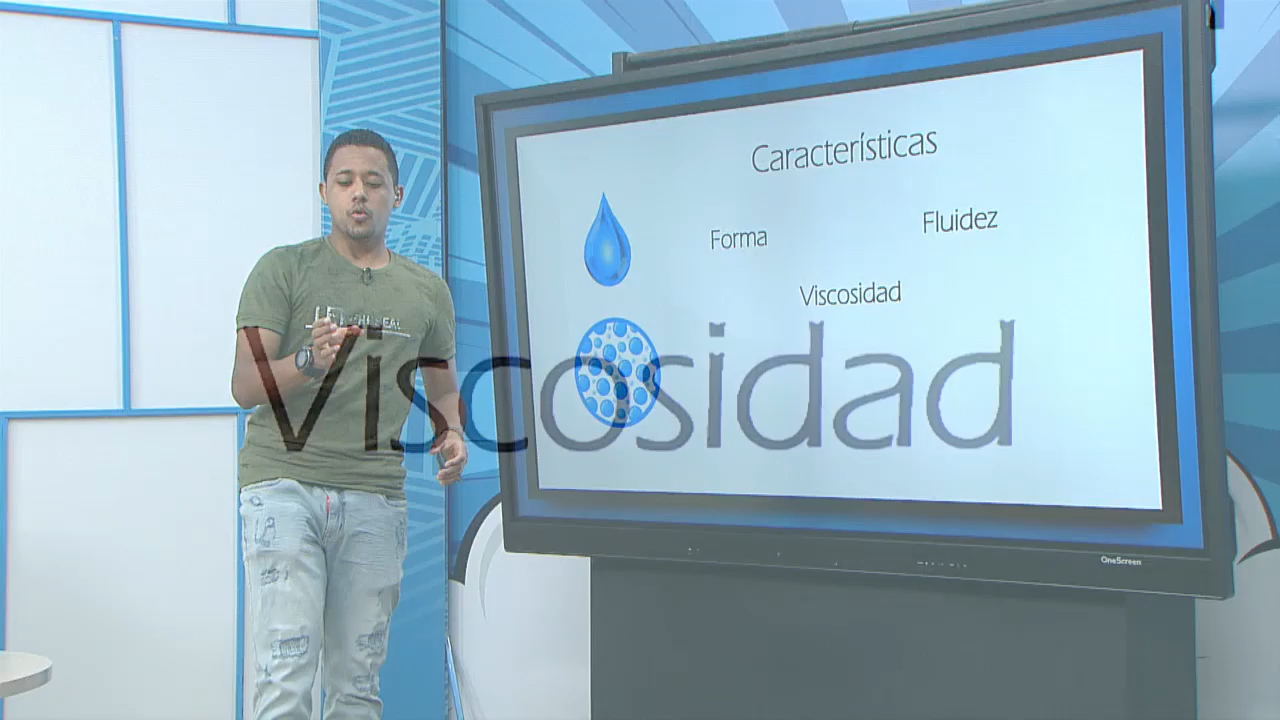 Características
Forma
Fluidez
Viscosidad
Viscosidad
OneScreen